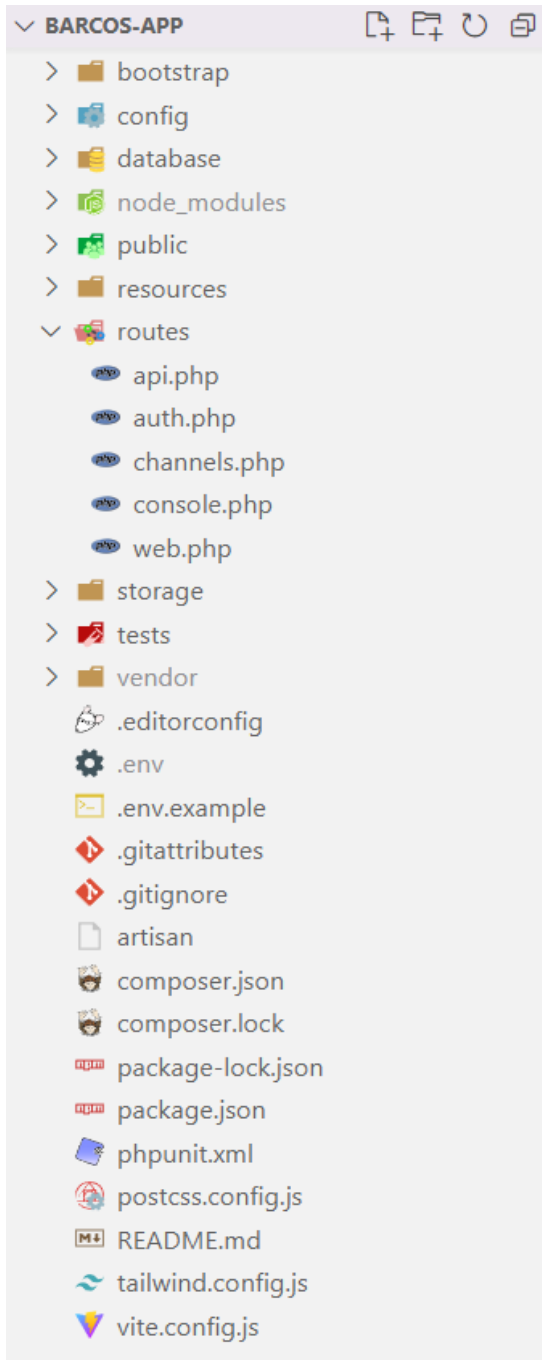 BARCOS-APP
bootstrap
config
database
node_modules
public
resources
routes
api.php
auth.php
channels.php
console.php
web.php
storage
tests
vendor
.editorconfig
.env
.env.example
.gitattributes
.gitignore
artisan
composer.json
composer.lock
package-lock.json
package.json
phpunit.xml
postcss.config.js
README.md
tailwind.config.js
vite.config.js